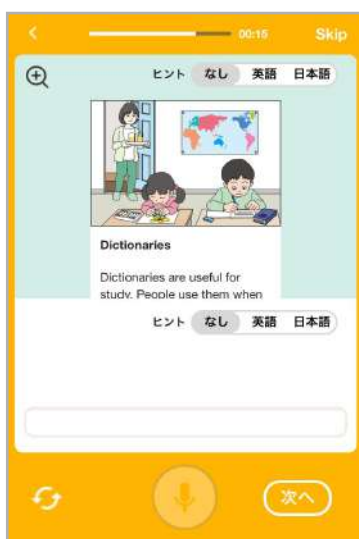 00:15 Skip
ヒント なし 英語 日本語
Dictionaries
Dictionaries are useful for
study. People use them when
ヒント なし 英語 日本語
次へ